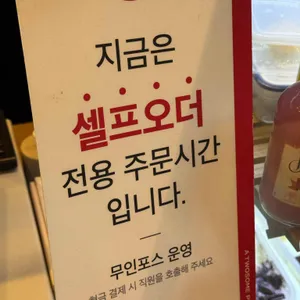 지금은
셀프오더
전용 주문시간
입니다.
무인포스 운영
현금 결제 시 직원을 호출해 주세요
A TWOSOME